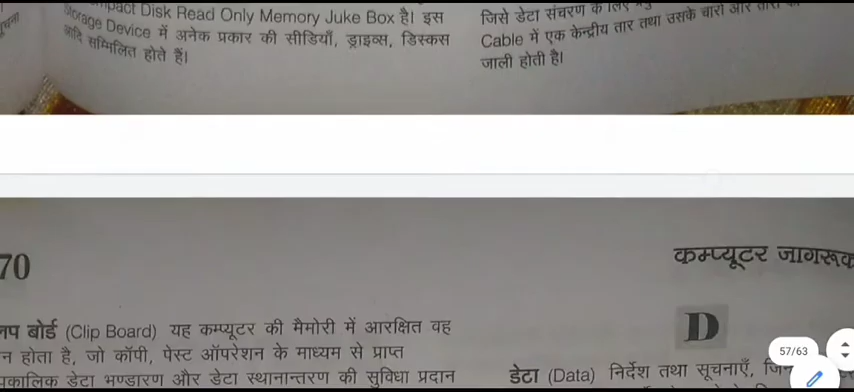 Disk Read Only Memory Juke Box है। इस
Storage Device में अनेक प्रकार की सीडियाँ, ड्राइव्स, डिस्कस
आदि सम्मिलित होते हैं।
जिसे डेटा संचरण के लिए
Cable में एक केन्द्रीय तार तथा उसके चारों ओर तारों
जाली होती है।
70
कम्प्यूटर जागरूक
बोर्ड (Clip Board) यह कम्प्यूटर की मैमोरी में आरक्षित वह
होता है, जो कॉपी, पेस्ट ऑपरेशन के माध्यम से प्राप्त
डेटा भण्डारण और डेटा स्थानान्तरण की सुविधा प्रदान
D
डेटा (Data) निर्देश तथा सूचनाएँ,
57/63